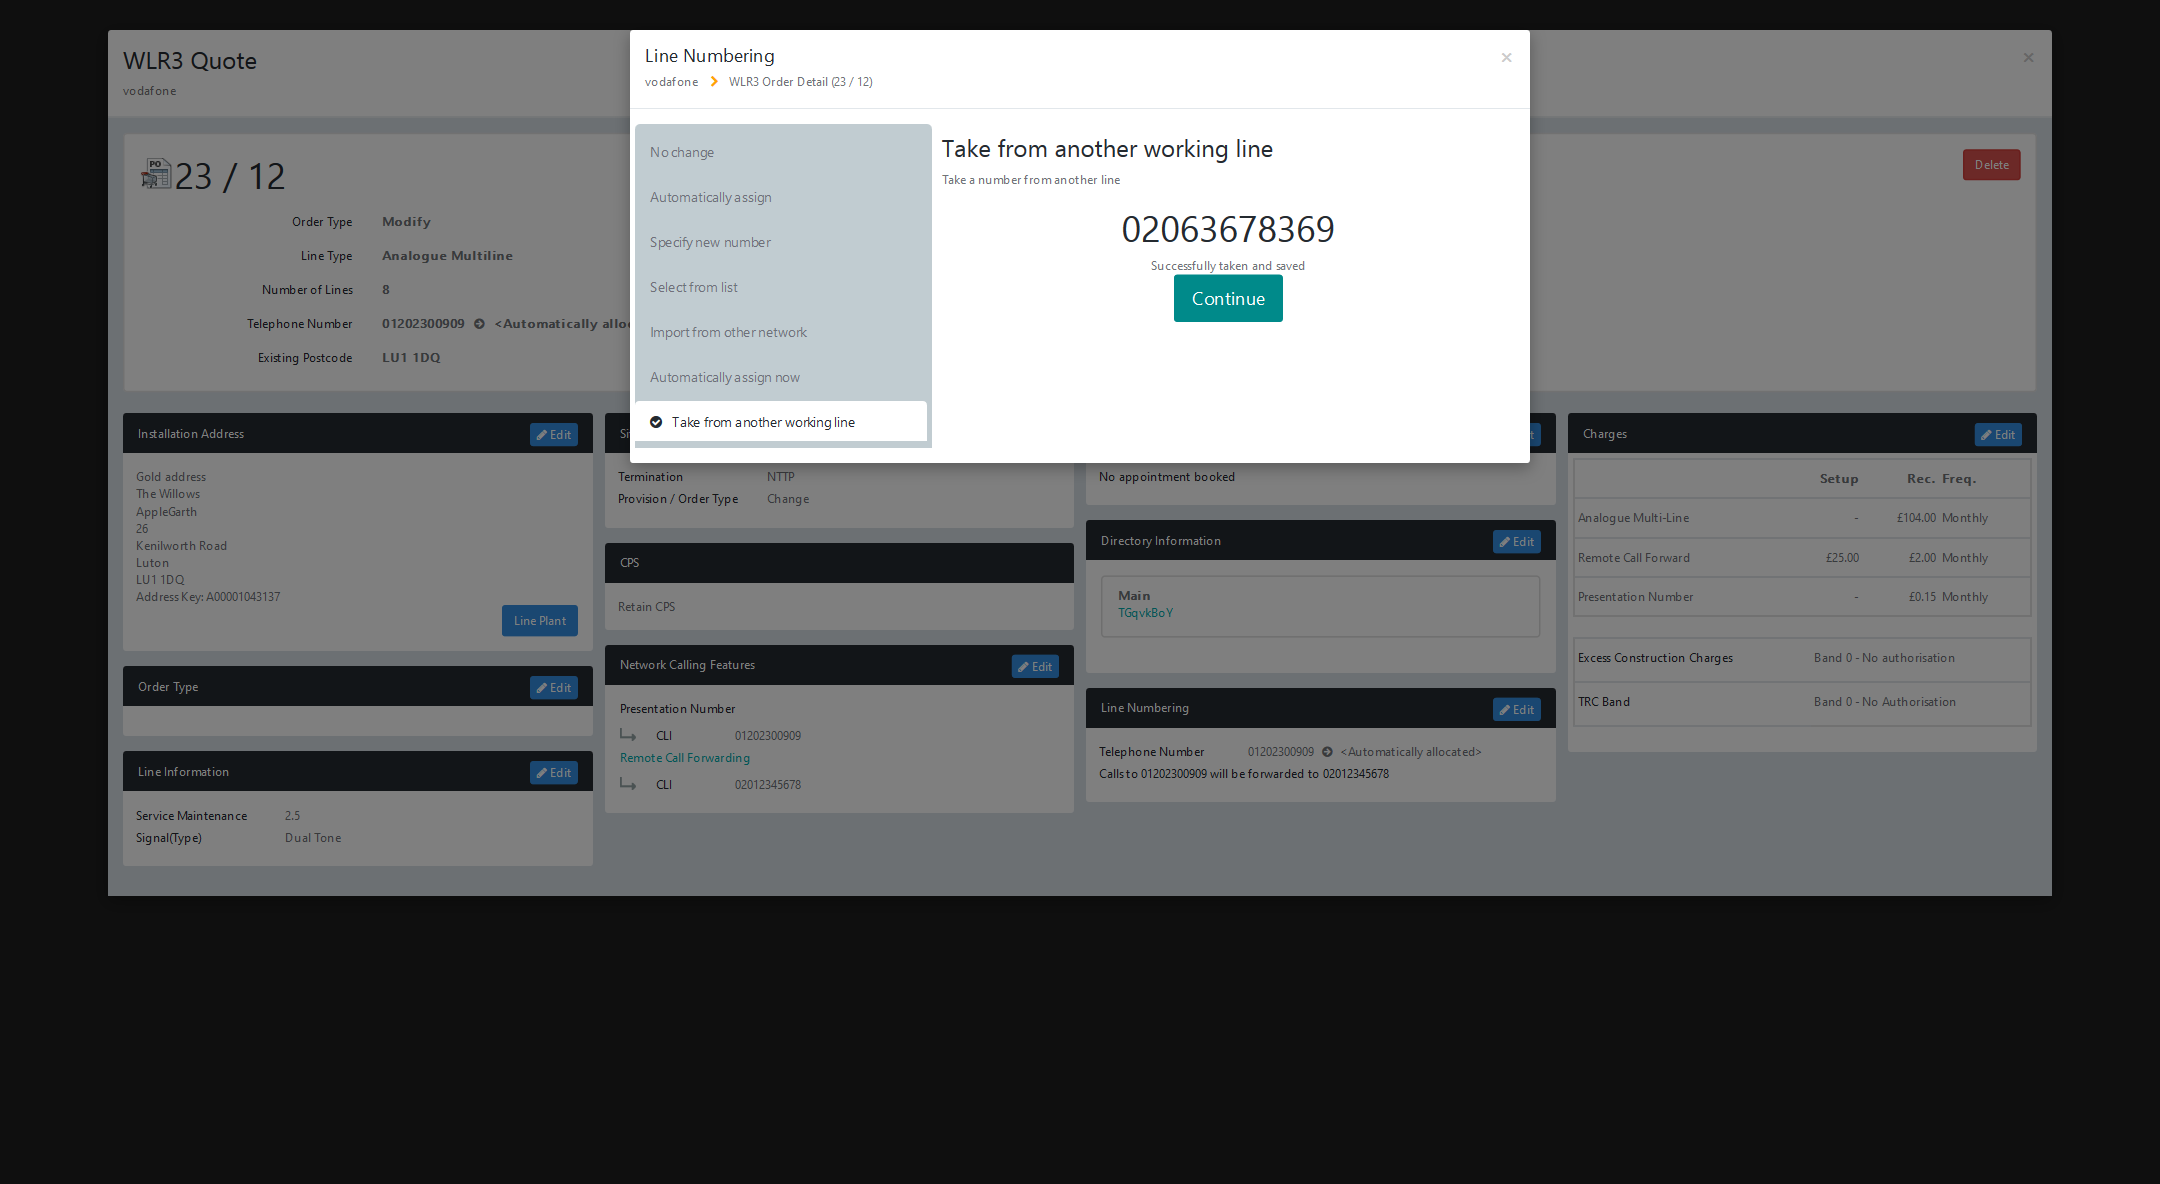 WLR3 Quote
vodafone
×
PO
23 / 12
Delete
Order Type Modify
Line Type Analogue Multiline
Number of Lines 8
Telephone Number 01202300909 <Automatically allo
Existing Postcode LU1 1DQ
Line Numbering
vodafone WLR3 Order Detail (23 / 12)
×
No change
Automatically assign
Specify new number
Select from list
Import from other network
Automatically assign now
Take from another working line
Take from another working line
Take a number from another line
02063678369
Successfully taken and saved
Continue
Installation Address Edit
Gold address
The Willows
AppleGarth
26
Kenilworth Road
Luton
LU1 1DQ
Address Key: A00001043137
Line Plant
Order Type Edit
Line Information Edit
Service Maintenance 2.5
Signal(Type) Dual Tone
Si
Termination NTTP
Provision / Order Type Change
CPS
Retain CPS
Network Calling Features Edit
Presentation Number
CLI 01202300909
Remote Call Forwarding
CLI 02012345678
t
No appointment booked
Directory Information Edit
Main
TGqvkBoY
Line Numbering Edit
Telephone Number 01202300909 <Automatically allocated>
Calls to 01202300909 will be forwarded to 02012345678
Charges Edit
Setup Rec. Freq.
Analogue Multi-Line - £104.00 Monthly
Remote Call Forward £25.00 £2.00 Monthly
Presentation Number - £0.15 Monthly
Excess Construction Charges Band 0 - No authorisation
TRC Band Band 0 - No Authorisation